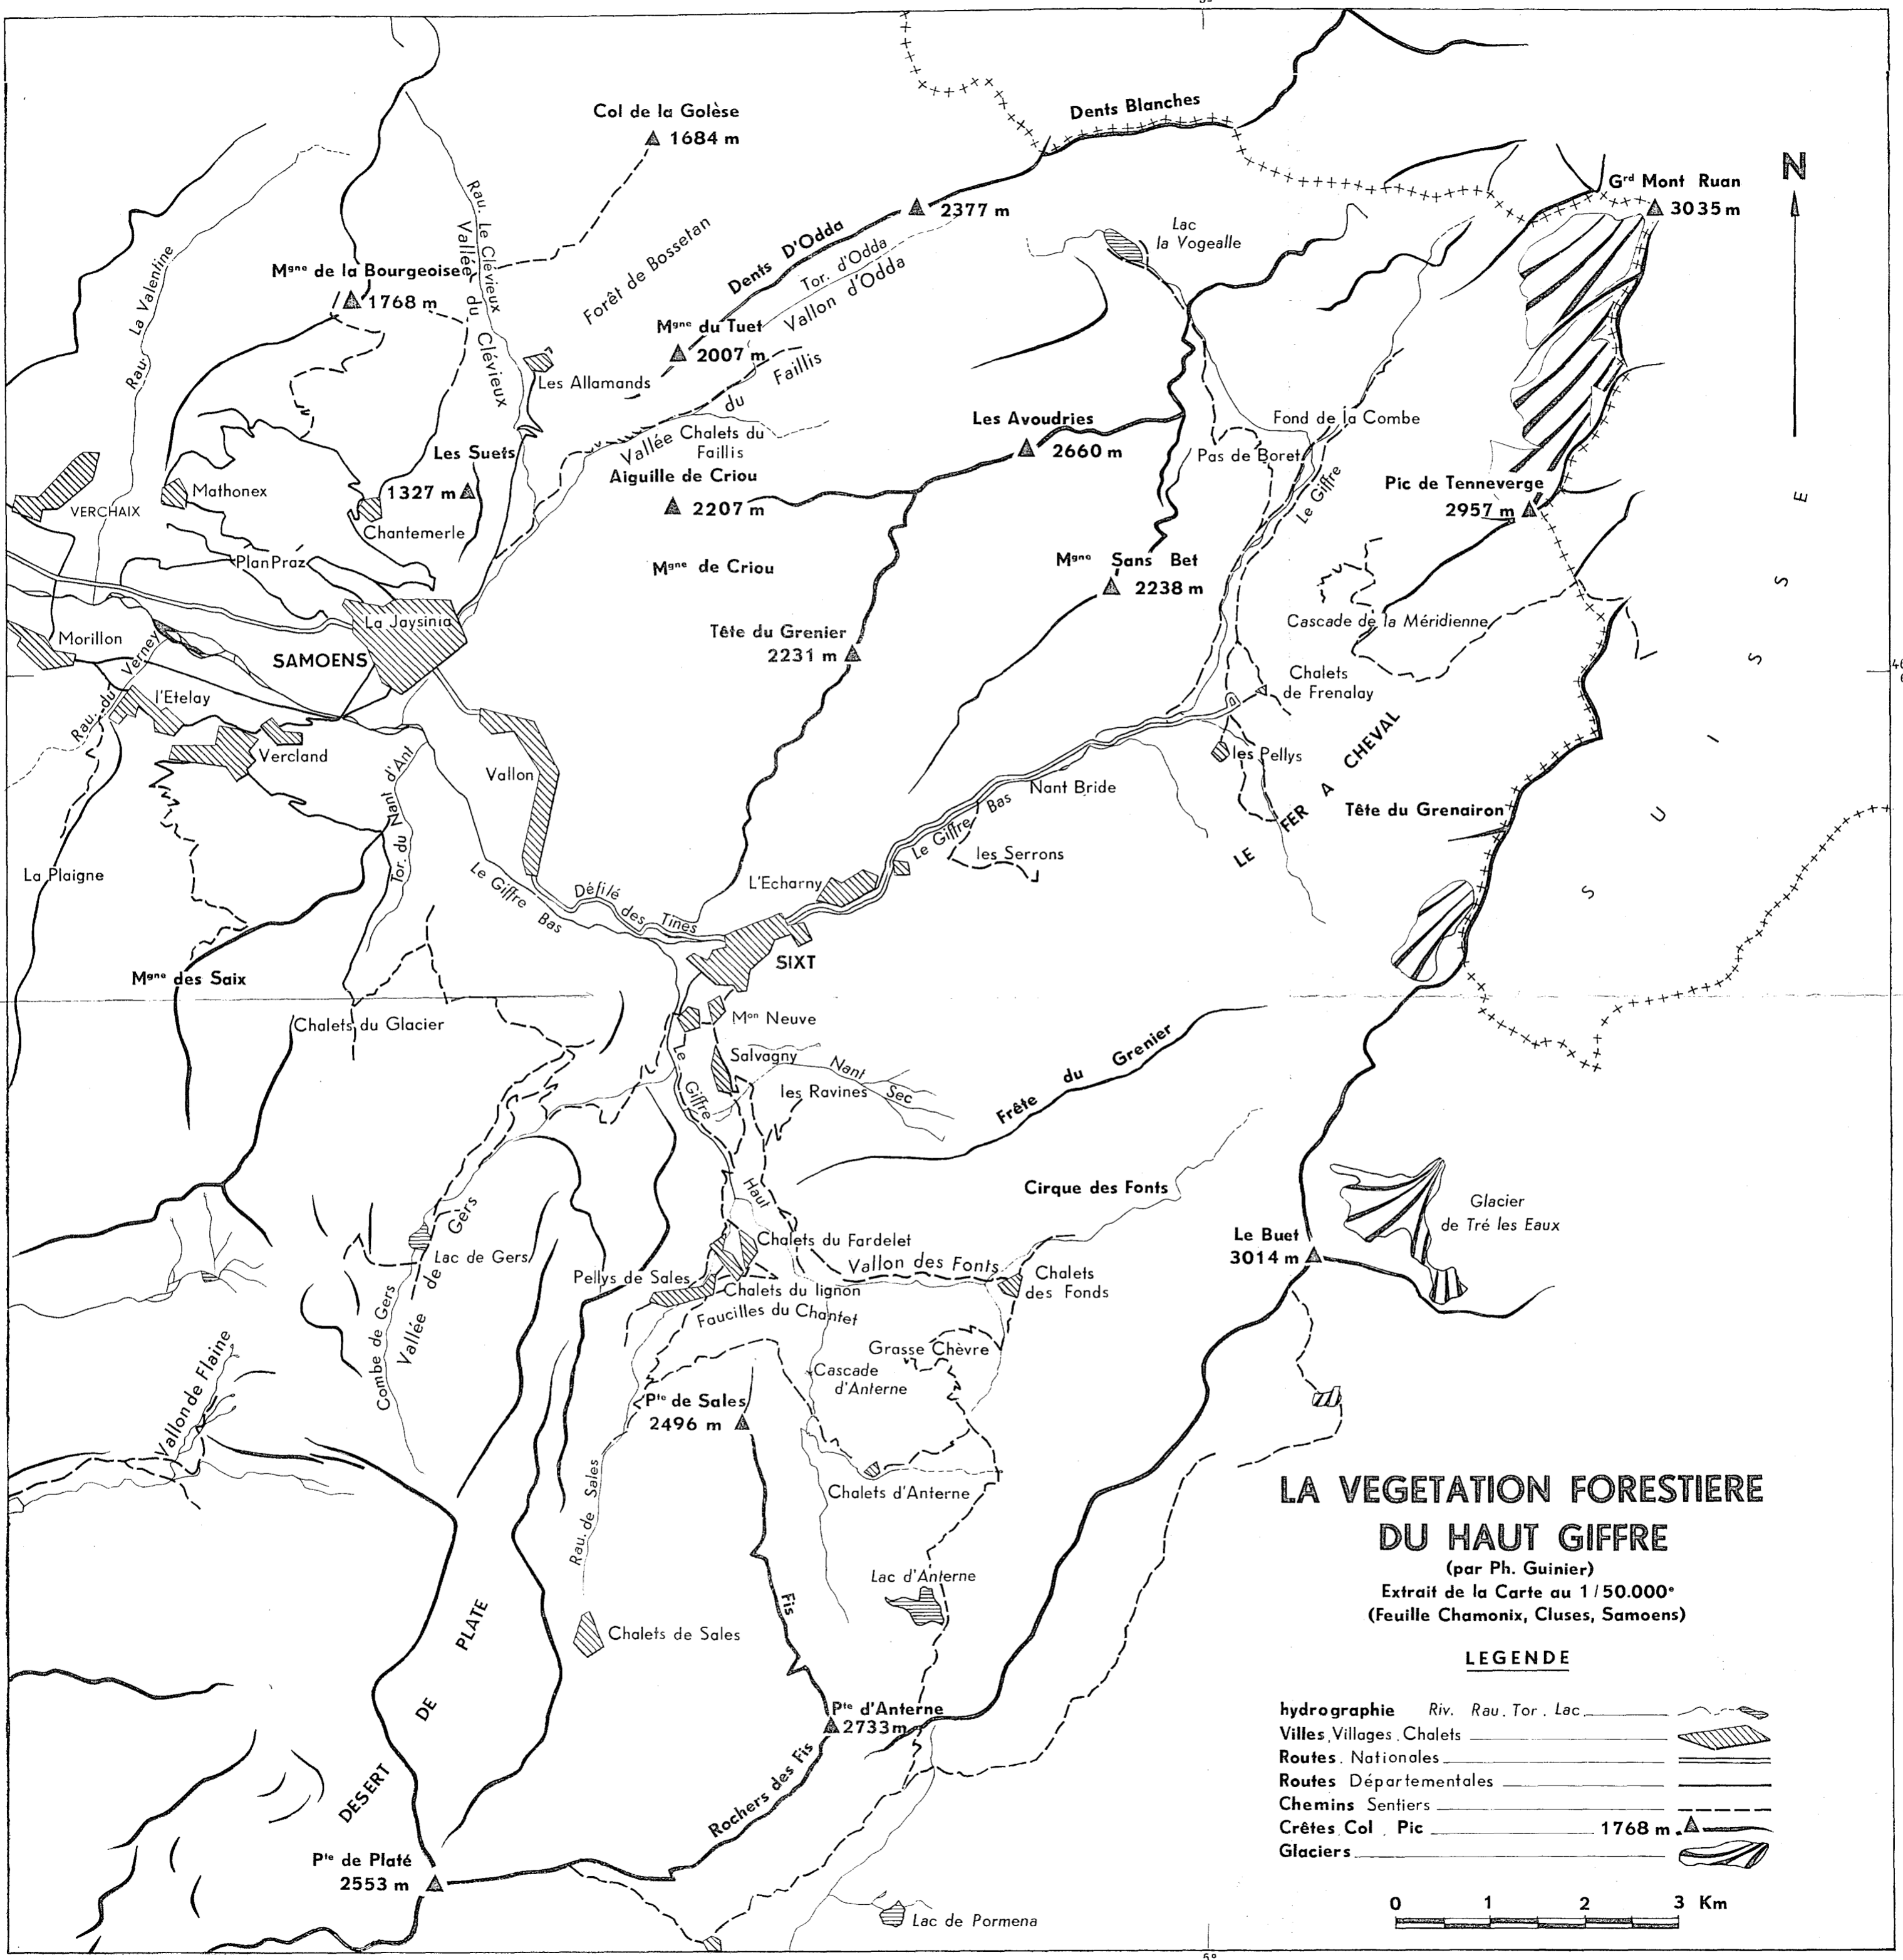 Col de la Golèse
1684 m
Dents Blanches
Grd Mont Ruan
3035 m
N
2377 m
Lac
la Vogealle
Rau. Le Clévieux
Vallée du Clévieux
Rau. La Valentine
Forêt de Bossetan
Dents D'Odda
Tor. d'Odda
Vallon d'Odda
Mgne de la Bourgeoise
1768 m
Mgne du Tuet
2007 m
Les Allamands
Vallée du Faillis
Chalets du
Faillis
Les Avoudries
2660 m
Fond de la Combe
Pas de Boret
Le Giffre
Les Suets
1327 m
Aiguille de Criou
2207 m
Pic de Tenneverge
2957 m
Mathonex
VERCHAIX
Chantemerle
Plan Praz
Mgne de Criou
Mgne Sans Bet
2238 m
SUISSE
La Jaysinia
Morillon
SAMOENS
Rau. du Verney
Tête du Grenier
2231 m
Cascade de la Méridienne
Chalets
de Frenalay
l'Etelay
Vercland
Vallon
Tor. du Nant d'Ant
les Pellys
LE FER A CHEVAL
Nant Bride
Tête du Grenairon
Le Giffre Bas
les Serrons
La Plaigne
L'Echarny
Le Giffre Bas
Défilé des Tines
SIXT
Mgne des Saix
Chalets du Glacier
Mon Neuve
Salvagny
Nant Sec
les Ravines
Le Giffre Haut
Frête du Grenier
Cirque des Fonts
Glacier
de Tré les Eaux
Le Buet
3014 m
Lac de Gers
Vallée de Gers
Combe de Gers
Chalets du Fardelet
Vallon des Fonts
Pellys de Sales
Chalets du lignon
Faucilles du Chantet
Chalets
des Fonds
Grasse Chèvre
Cascade
d'Anterne
Vallon de Flaine
Pte de Sales
2496 m
Rau. de Sales
Chalets d'Anterne
Lac d'Anterne
Fis
Chalets de Sales
DESERT DE PLATE
Pte d'Anterne
2733 m
Rochers des Fis
Pte de Platé
2553 m
Lac de Pormena
5°
LA VEGETATION FORESTIERE
DU HAUT GIFFRE
(par Ph. Guinier)
Extrait de la Carte au 1/50.000e
(Feuille Chamonix, Cluses, Samoens)
LEGENDE
hydrographie Riv. Rau. Tor. Lac
Villes, Villages, Chalets
Routes. Nationales
Routes Départementales
Chemins Sentiers
Crêtes, Col, Pic 1768 m.
Glaciers
0 1 2 3 Km